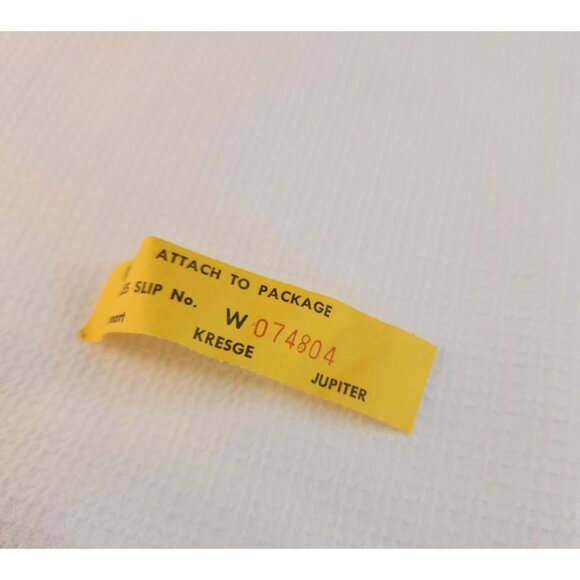 ATTACH TO PACKAGE
SLIP No. W 074804
KRESGE JUPITER